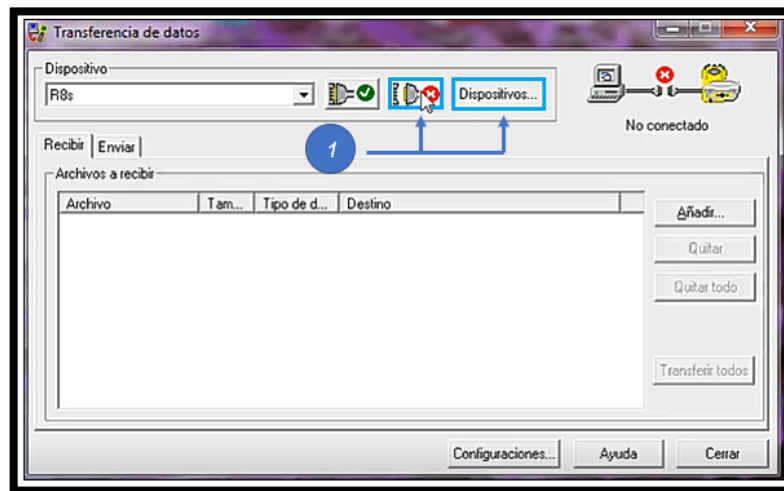 Transferencia de datos
Dispositivo
R8s
Dispositivos...
No conectado
Recibir Enviar
1
Archivos a recibir
Archivo Tam... Tipo de d... Destino
Añadir...
Quitar
Quitar todo
Transferir todos
Configuraciones... Ayuda Cerrar